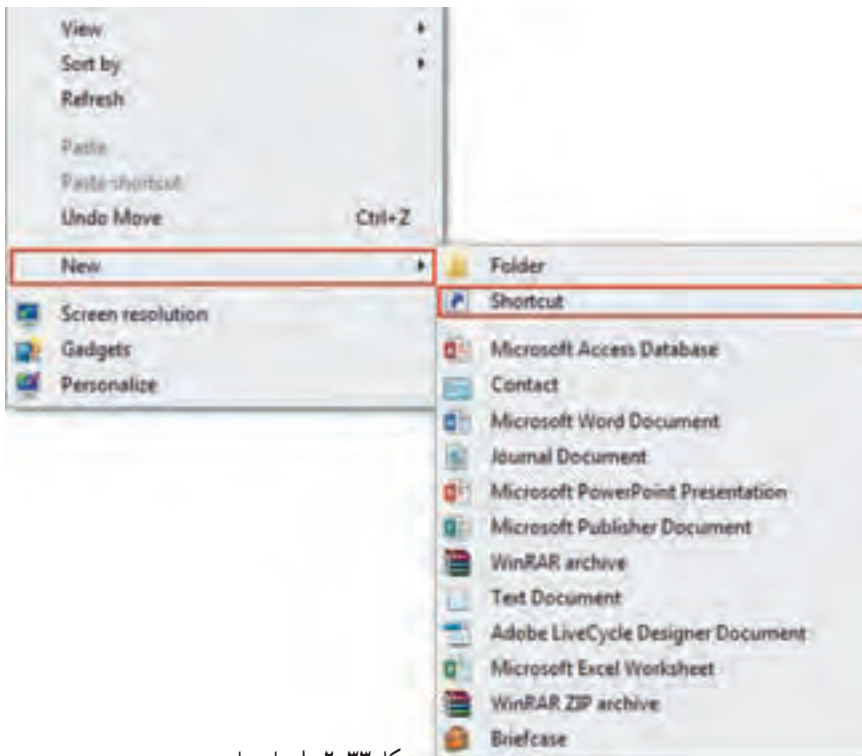 View
Sort by
Refresh
Paste
Paste shortcut
Undo Move Ctrl+Z
New
Screen resolution
Gadgets
Personalize
Folder
Shortcut
Microsoft Access Database
Contact
Microsoft Word Document
Journal Document
Microsoft PowerPoint Presentation
Microsoft Publisher Document
WinRAR archive
Text Document
Adobe LiveCycle Designer Document
Microsoft Excel Worksheet
WinRAR ZIP archive
Briefcase
۲-۳۳